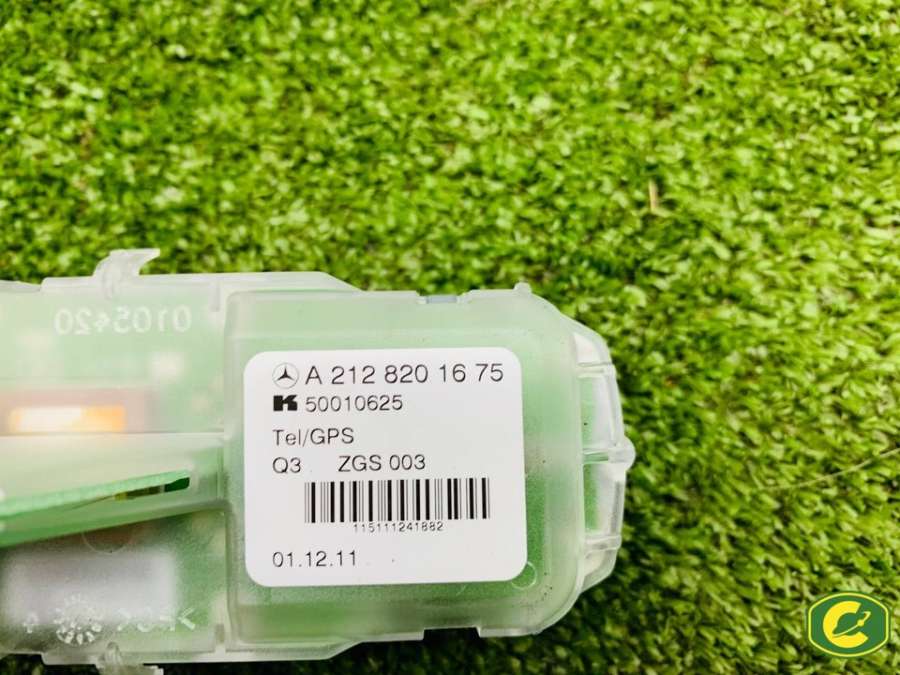 0105420
A 212 820 16 75
K 50010625
Tel/GPS
Q3 ZGS 003
115111241882
01.12.11